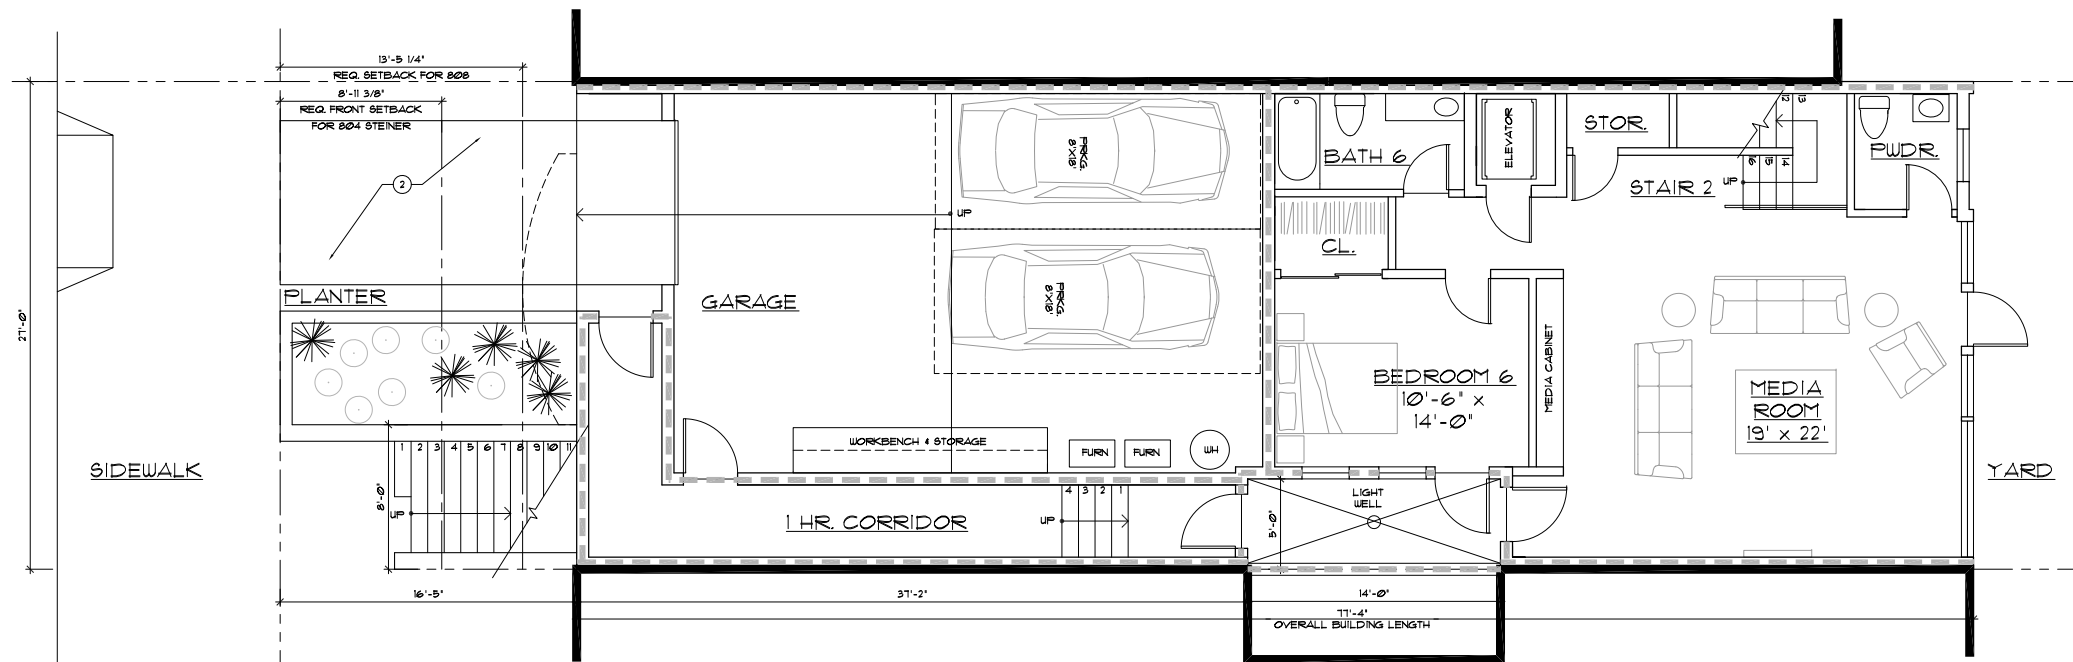 13'-5 1/4"
REQ. SETBACK FOR 808
8'-11 3/8"
REQ. FRONT SETBACK
FOR 804 STEINER
2
PLANTER
27'-0"
SIDEWALK
1 2 3 4 5 6 7 8 9 10 11
8'-0"
UP
GARAGE
UP
PRKG.
8'X18'
PRKG.
8'X18'
WORKBENCH & STORAGE
FURN
FURN
WH
1 HR. CORRIDOR
4 3 2 1
UP
BATH 6
CL.
ELEVATOR
STOR.
12 13
16 15 14
UP
STAIR 2
PWDR.
BEDROOM 6
10'-6" x
14'-0"
MEDIA CABINET
MEDIA
ROOM
19' x 22'
YARD
LIGHT
WELL
5'-0"
16'-5"
37'-2"
14'-0"
77'-4"
OVERALL BUILDING LENGTH